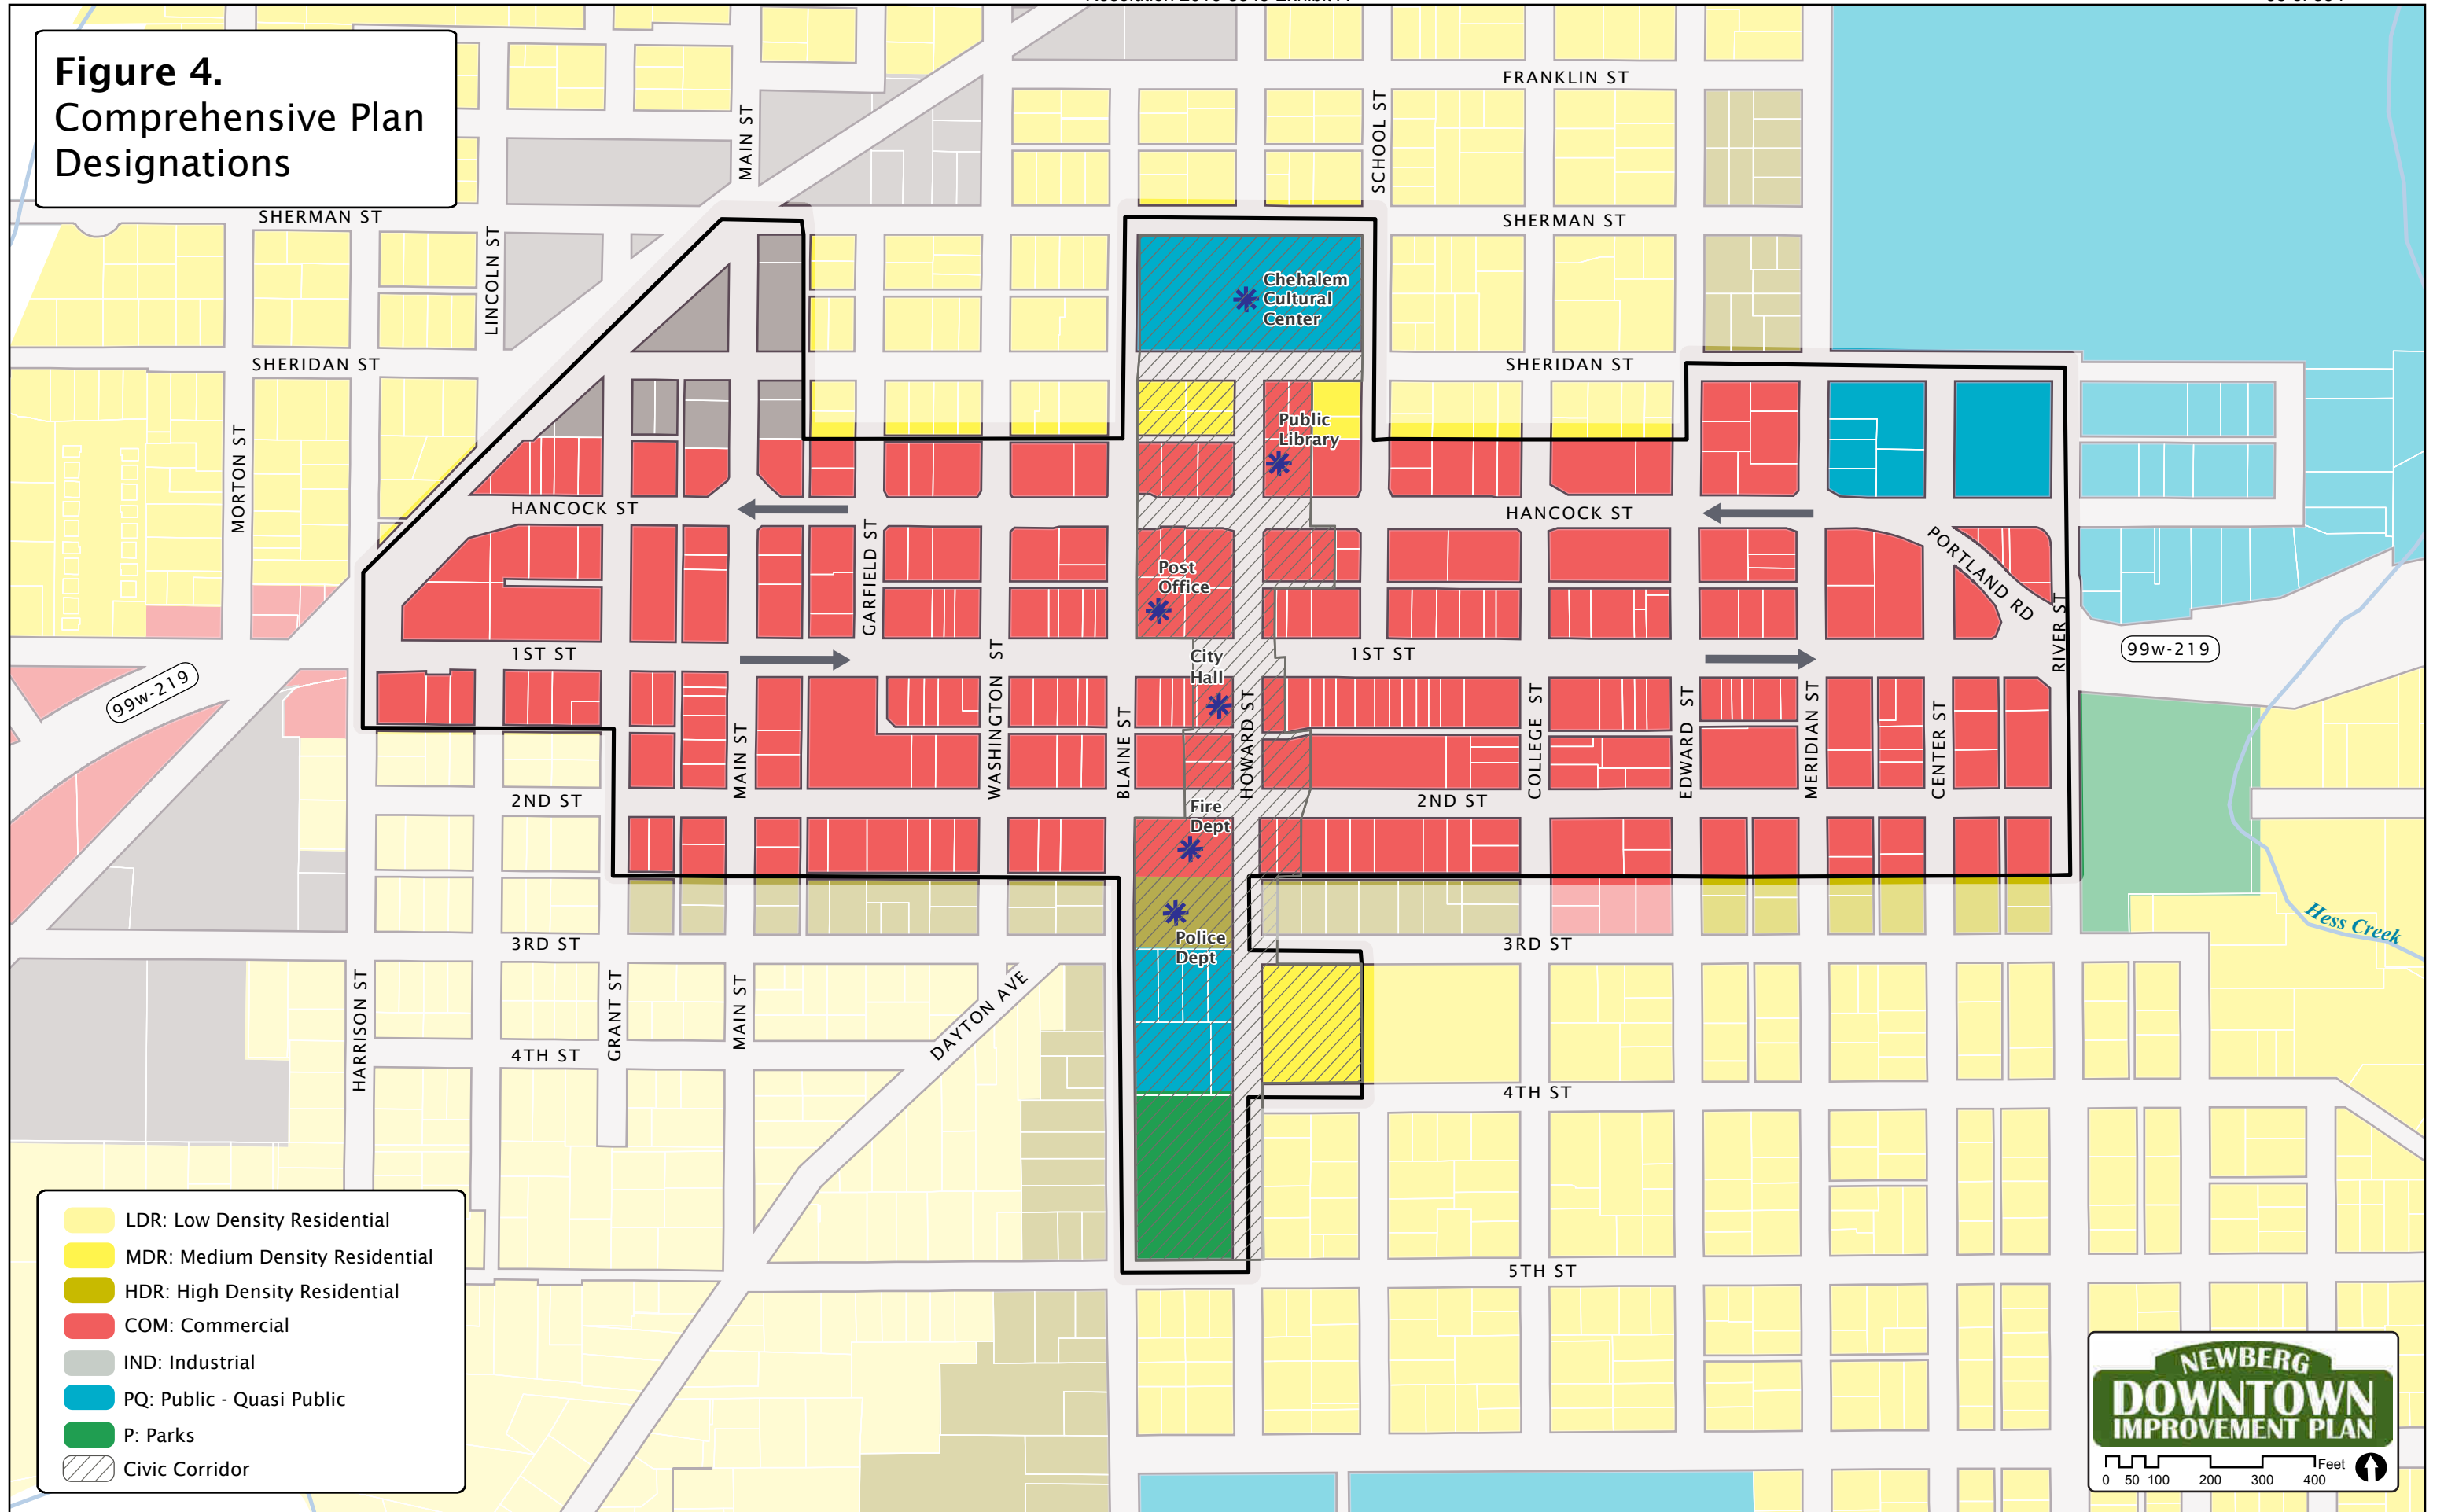 Figure 4.
Comprehensive Plan
Designations
FRANKLIN ST
MAIN ST
SCHOOL ST
SHERMAN ST
SHERMAN ST
LINCOLN ST
Chehalem
Cultural
Center
SHERIDAN ST
SHERIDAN ST
MORTON ST
Public
Library
HANCOCK ST
HANCOCK ST
GARFIELD ST
PORTLAND RD
Post
Office
RIVER ST
1ST ST
City
Hall
1ST ST
99w-219
99w-219
WASHINGTON ST
BLAINE ST
HOWARD ST
COLLEGE ST
EDWARD ST
MERIDIAN ST
CENTER ST
MAIN ST
2ND ST
Fire
Dept
2ND ST
Hess Creek
3RD ST
Police
Dept
3RD ST
HARRISON ST
GRANT ST
MAIN ST
DAYTON AVE
4TH ST
4TH ST
5TH ST
LDR: Low Density Residential
MDR: Medium Density Residential
HDR: High Density Residential
COM: Commercial
IND: Industrial
PQ: Public - Quasi Public
P: Parks
Civic Corridor
NEWBERG
DOWNTOWN
IMPROVEMENT PLAN
Feet
0 50 100 200 300 400